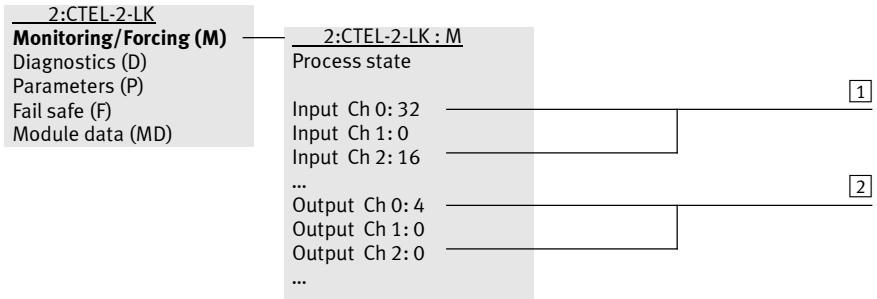 2:CTEL-2-LK
Monitoring/Forcing (M)
Diagnostics (D)
Parameters (P)
Fail safe (F)
Module data (MD)
2:CTEL-2-LK : M
Process state
Input Ch 0: 32
Input Ch 1: 0
Input Ch 2: 16
...
Output Ch 0: 4
Output Ch 1: 0
Output Ch 2: 0
...
1
2